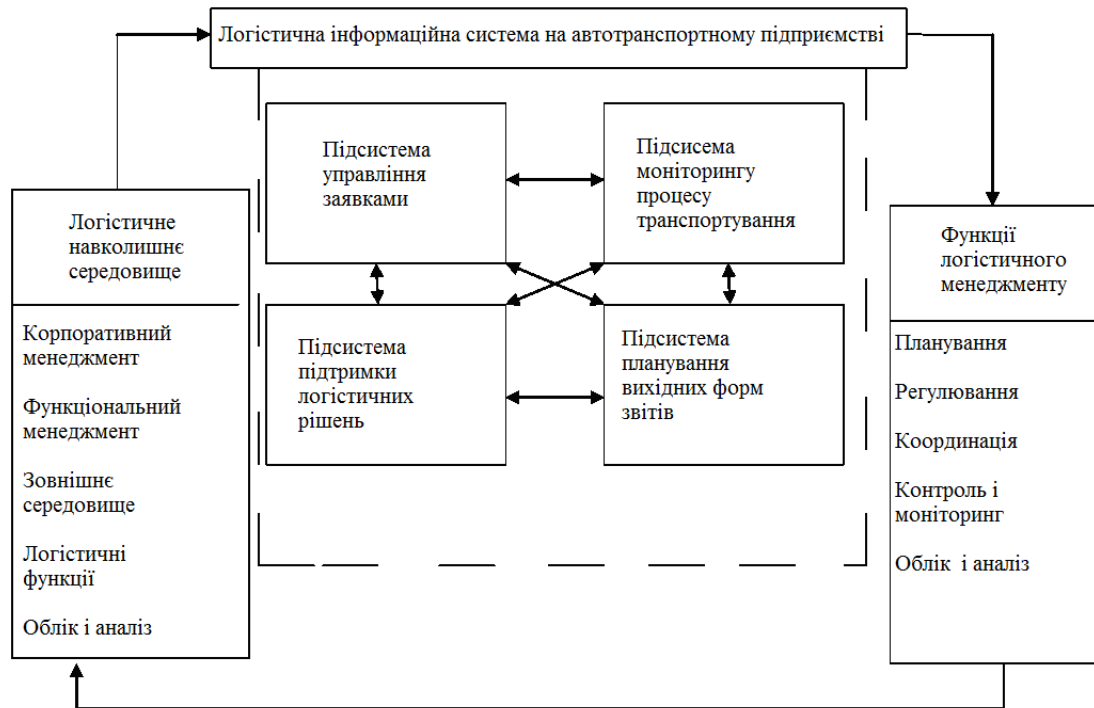 Логістична інформаційна система на автотранспортному підприємстві
Підсистема
управління
заявками
Підсисема
моніторингу
процесу
транспортування
Логістичне
навколишнє
середовище
Функції
логістичного
менеджменту
Підсистема
підтримки
логістичних
рішень
Підсистема
планування
вихідних форм
звітів
Корпоративний
менеджмент
Функціональний
менеджмент
Зовнішнє
середовище
Логістичні
функції
Облік і аналіз
Планування
Регулювання
Координація
Контроль і
моніторинг
Облік і аналіз